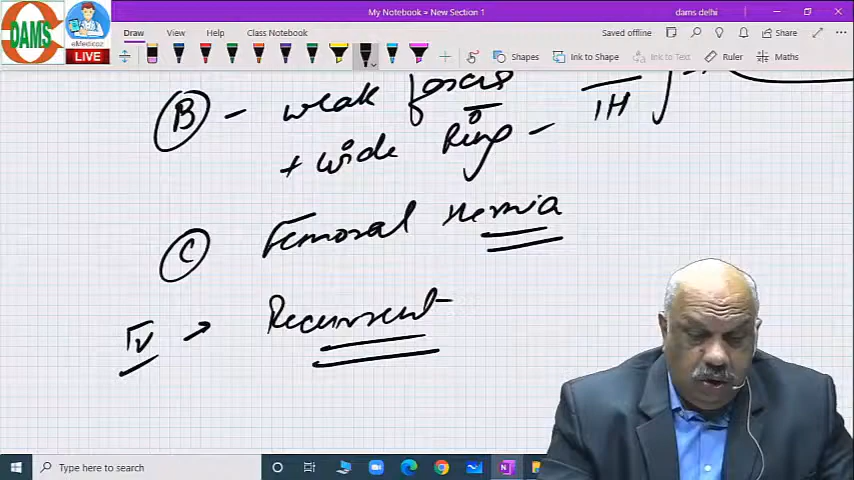 My Notebook » New Section 1
dams delhi
DAMS
eMedicoz
LIVE
Draw View Help Class Notebook
Saved offline
Share
Shapes
Ink to Shape
Ink to Text
Ruler
Maths
B - weak fascia
IH
+ wide Ring -
C Femoral Hernia
IV → Recurrent
Type here to search